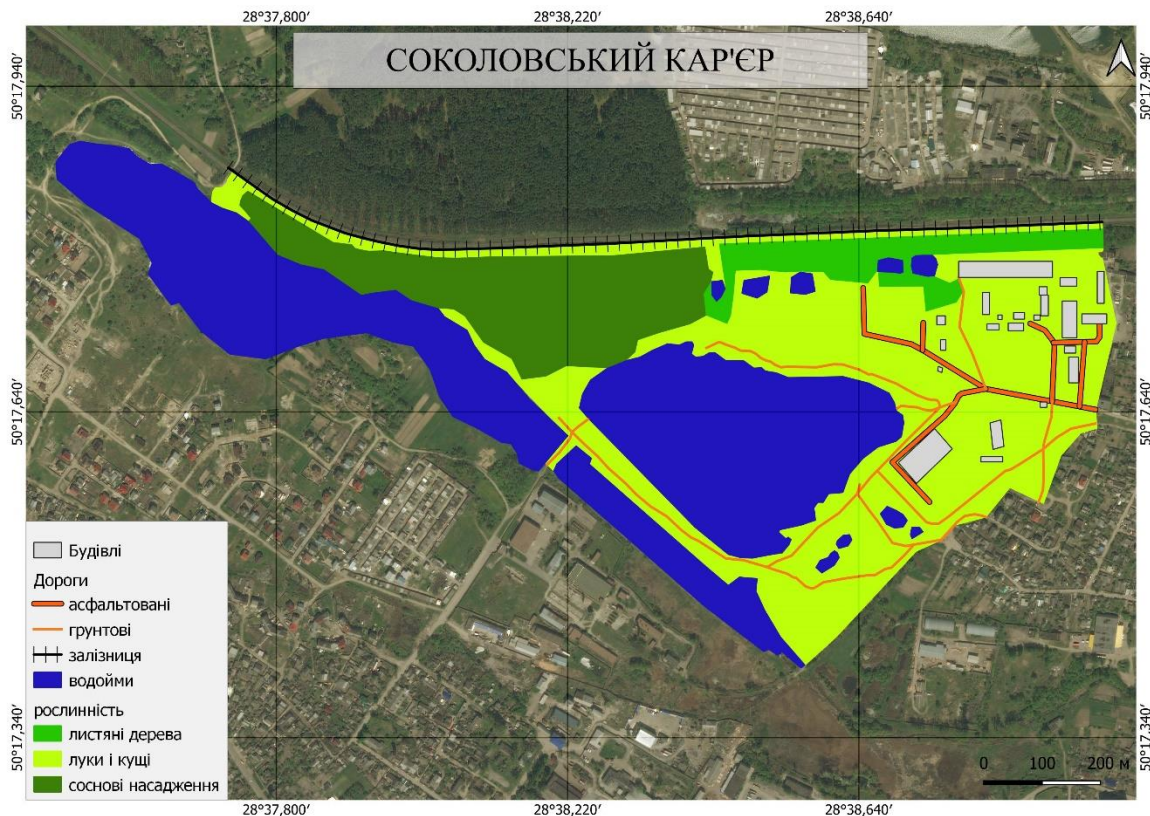 28°37,800′ 28°38,220′ 28°38,640′
СОКОЛОВСЬКИЙ КАР'ЄР
50°17,940′ 50°17,940′
50°17,640′ 50°17,640′
50°17,340′ 50°17,340′
Будівлі
Дороги
асфальтовані
грунтові
залізниця
водойми
рослинність
листяні дерева
луки і кущі
соснові насадження
0 100 200 м
28°37,800′ 28°38,220′ 28°38,640′